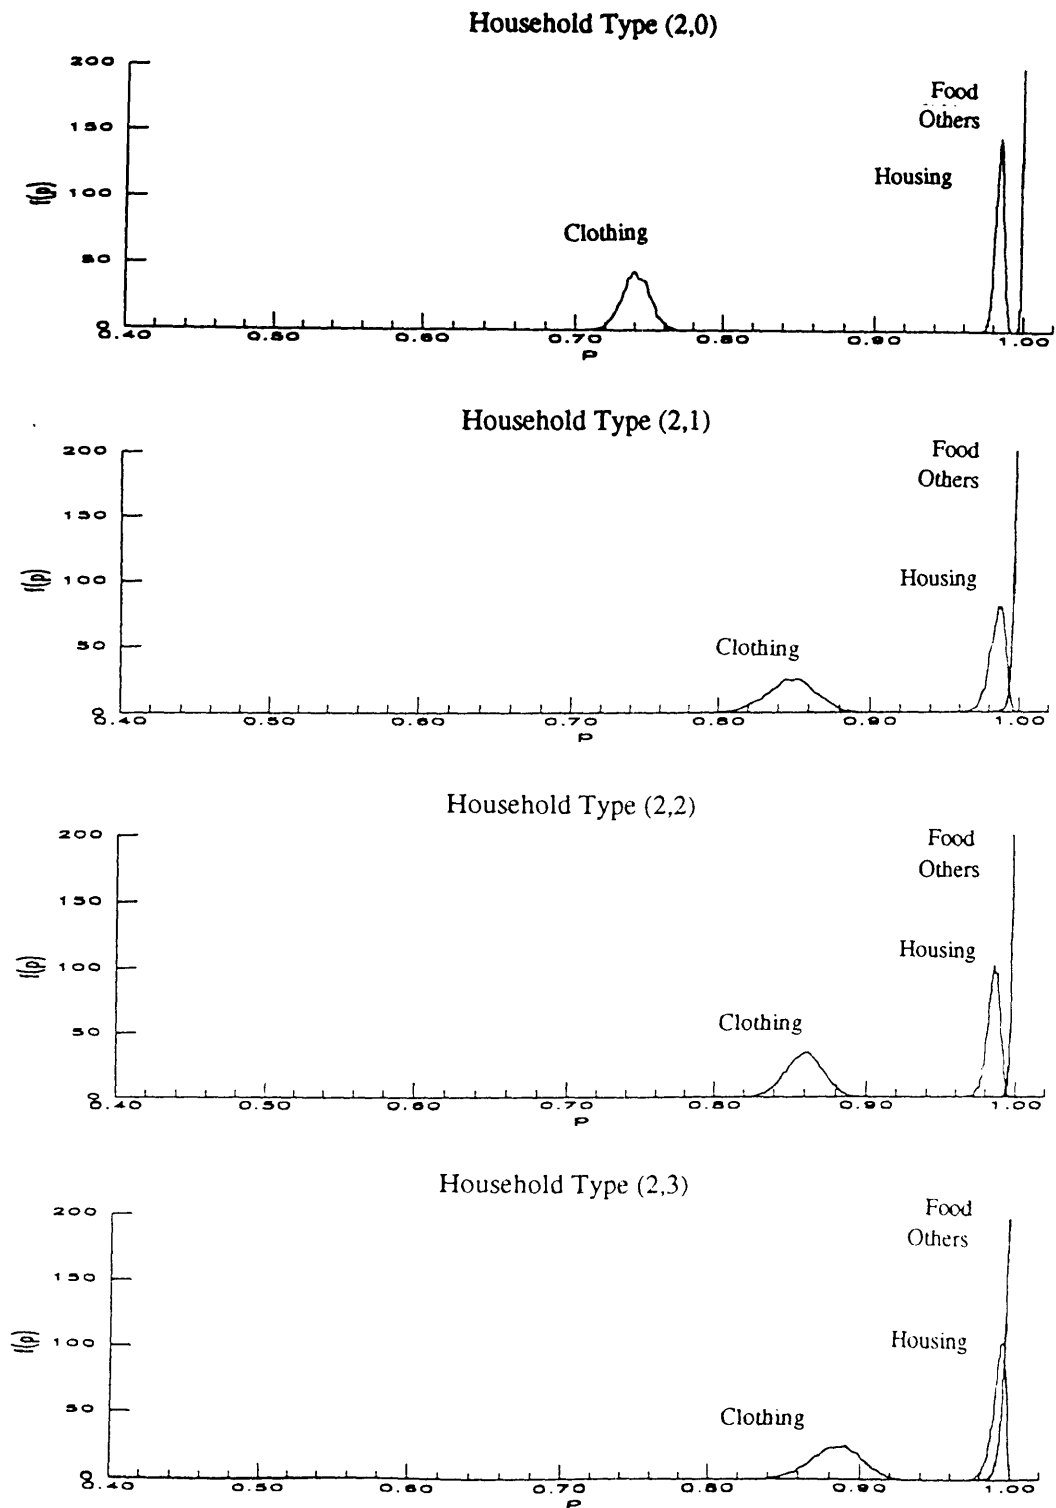 Household Type (2,0)
200
150
100
50
0
f(p)
Food
Others
Housing
Clothing
0.40 0.50 0.60 0.70 0.80 0.90 1.00
P
Household Type (2,1)
200
150
100
50
0
f(p)
Food
Others
Housing
Clothing
0.40 0.50 0.60 0.70 0.80 0.90 1.00
P
Household Type (2,2)
200
150
100
50
0
f(p)
Food
Others
Housing
Clothing
0.40 0.50 0.60 0.70 0.80 0.90 1.00
P
Household Type (2,3)
200
150
100
50
0
f(p)
Food
Others
Housing
Clothing
0.40 0.50 0.60 0.70 0.80 0.90 1.00
P